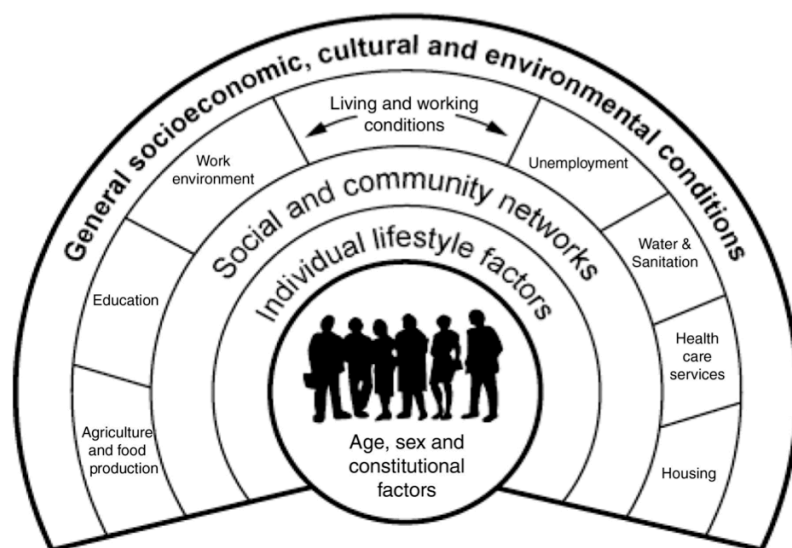 General socioeconomic, cultural and environmental conditions
Living and working
conditions
Work
environment
Unemployment
Social and community networks
Water &
Sanitation
Individual lifestyle factors
Education
Health
care
services
Agriculture
and food
production
Age, sex and
constitutional
factors
Housing